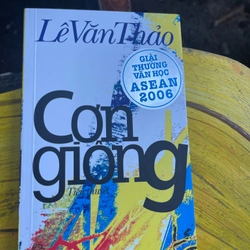 Lê Văn Thảo
GIẢI
THƯỞNG
VĂN HỌC
ASEAN
2006
Cơn
giông